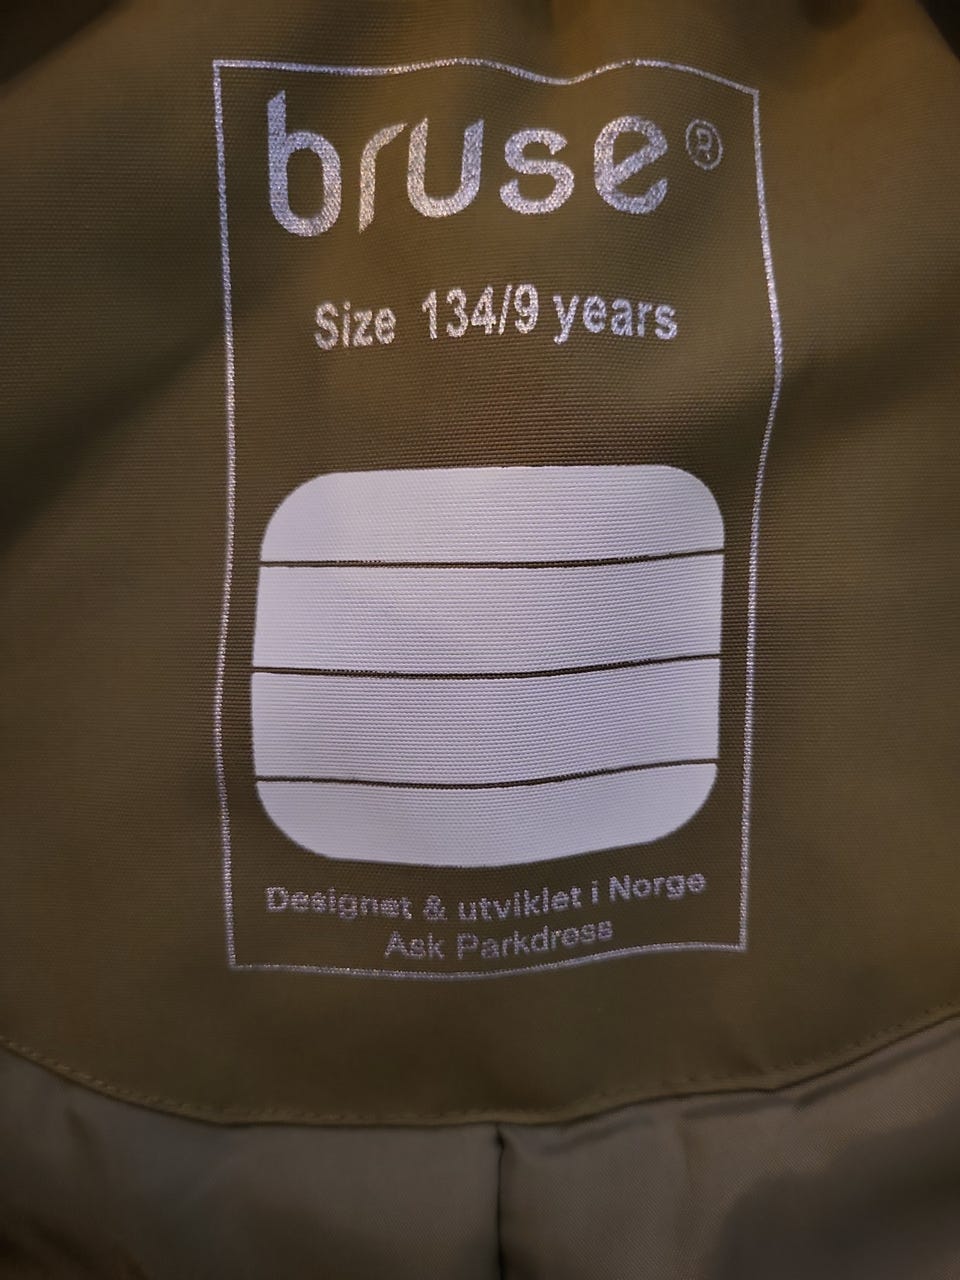 bruse®
Size 134/9 years
Designet & utviklet i Norge
Ask Parkdress